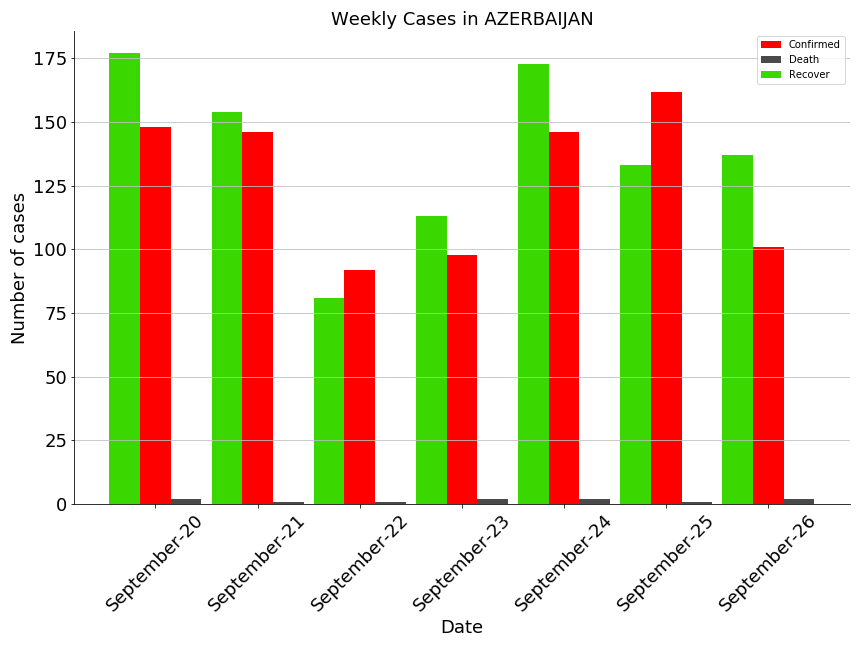 Weekly Cases in AZERBAIJAN
Confirmed
Death
Recover
Number of cases
175
150
125
100
75
50
25
0
September-20
September-21
September-22
September-23
September-24
September-25
September-26
Date